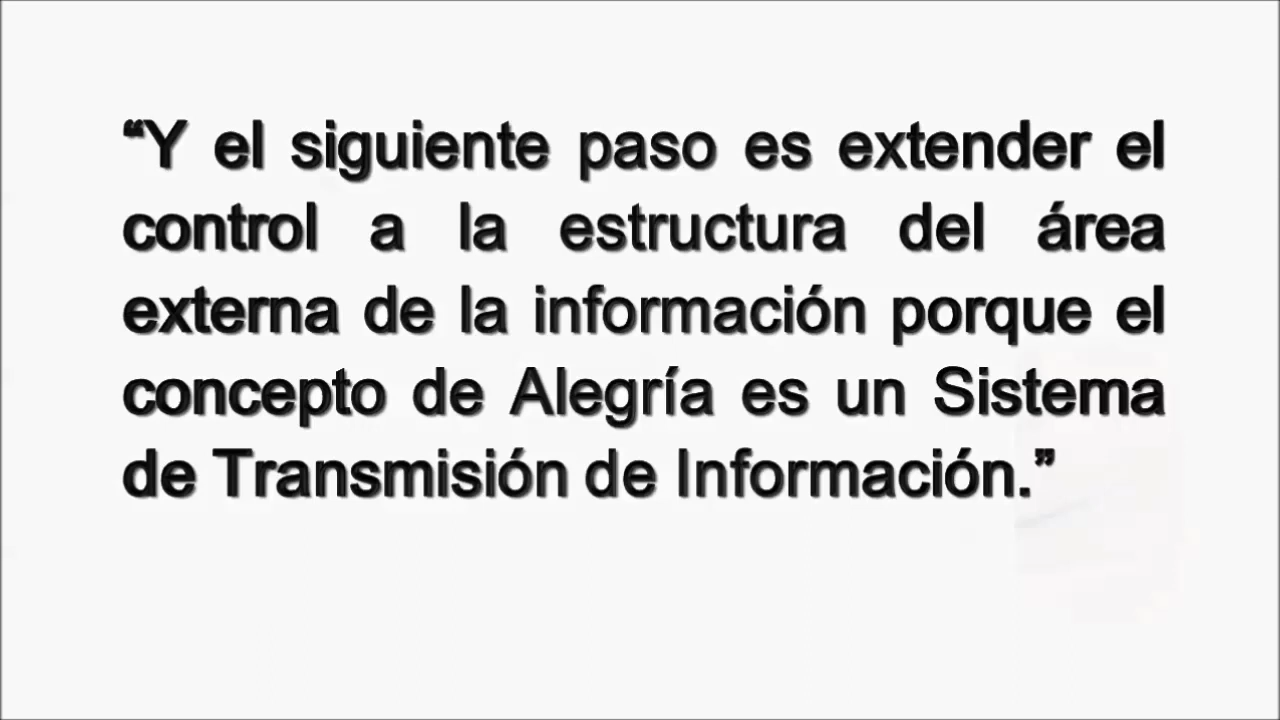 “Y el siguiente paso es extender el
control a la estructura del área
externa de la información porque el
concepto de Alegría es un Sistema
de Transmisión de Información.”